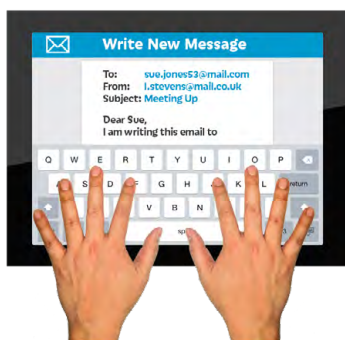 Write New Message
To: sue.jones53@mail.com
From: l.stevens@mail.co.uk
Subject: Meeting Up
Dear Sue,
I am writing this email to
Q W E R T Y U I O P
A S D F G H K L return
V B N